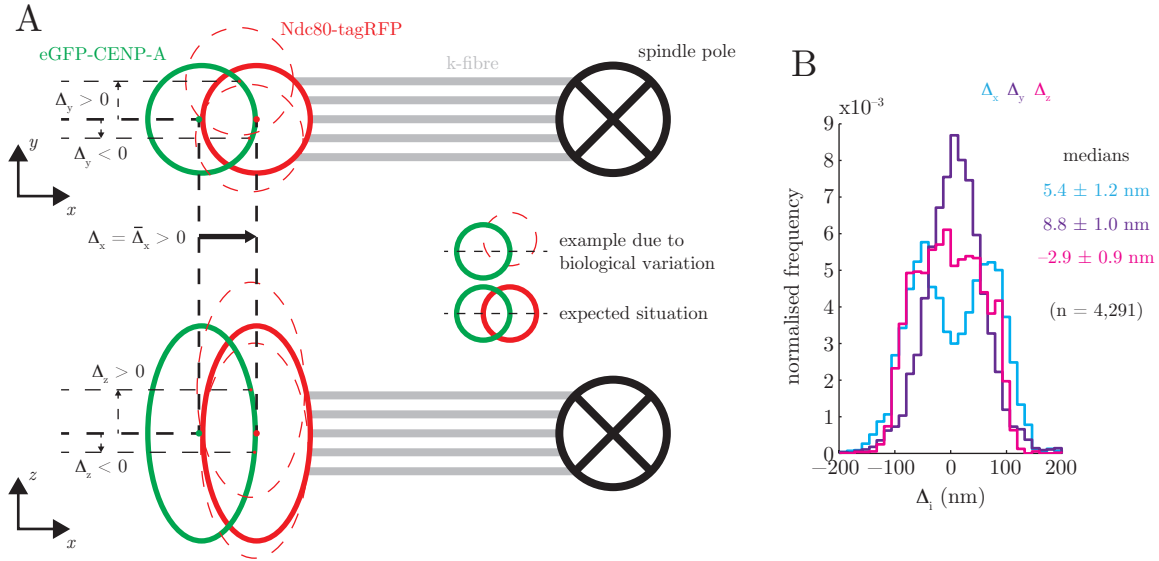 A
Ndc80-tagRFP
eGFP-CENP-A
k-fibre
spindle pole
Δy > 0
Δy < 0
y
x
Δx = Δ̄x > 0
example due to
biological variation
expected situation
Δz > 0
Δz < 0
z
x
B
Δx Δy Δz
x10⁻³
9
8
7
6
5
4
3
2
1
0
normalised frequency
−200 −100 0 100 200
Δi (nm)
medians
5.4 ± 1.2 nm
8.8 ± 1.0 nm
−2.9 ± 0.9 nm
(n = 4,291)